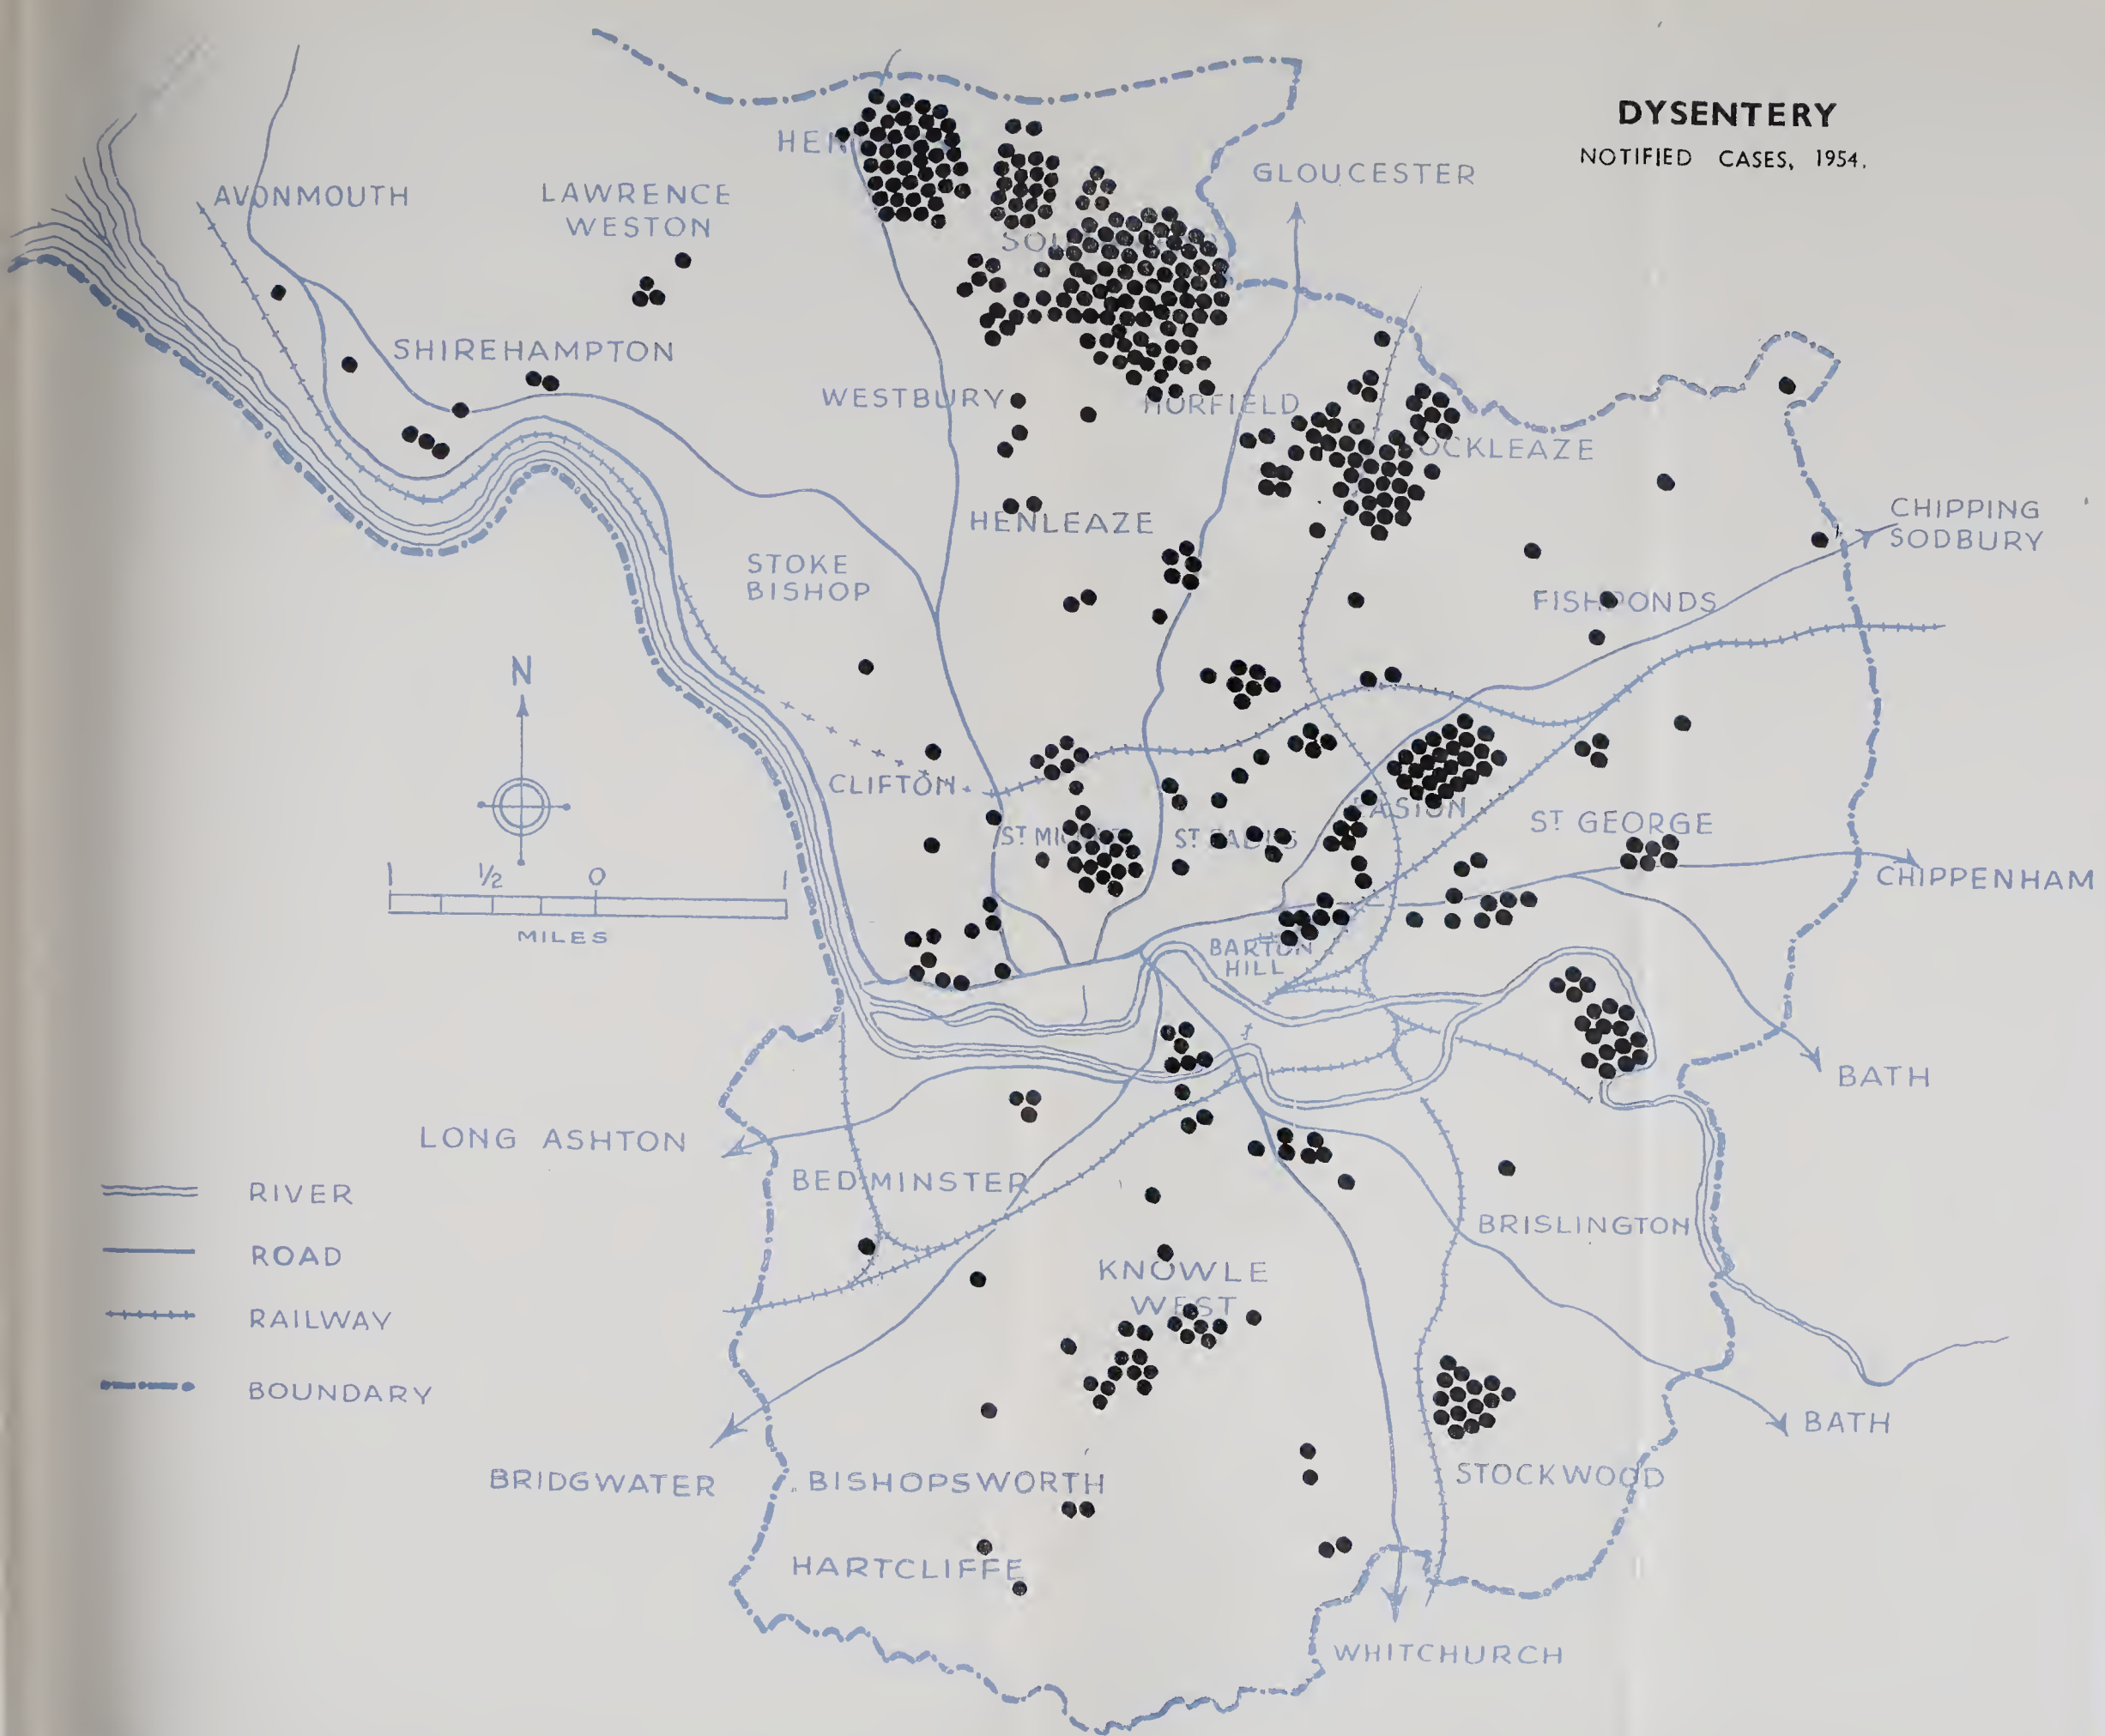 DYSENTERY
NOTIFIED CASES, 1954.
GLOUCESTER
AVONMOUTH
LAWRENCE
WESTON
SHIREHAMPTON
WESTBURY
HORFIELD
HENLEAZE
CHIPPING
SODBURY
STOKE
BISHOP
FISHPONDS
N
CLIFTON
ST GEORGE
CHIPPENHAM
1/2
0
1
MILES
BARTON
HILL
BATH
LONG ASHTON
BEDMINSTER
RIVER
ROAD
RAILWAY
BOUNDARY
BRISLINGTON
KNOWLE
WEST
BATH
BRIDGWATER
BISHOPSWORTH
STOCKWOOD
HARTCLIFFE
WHITCHURCH